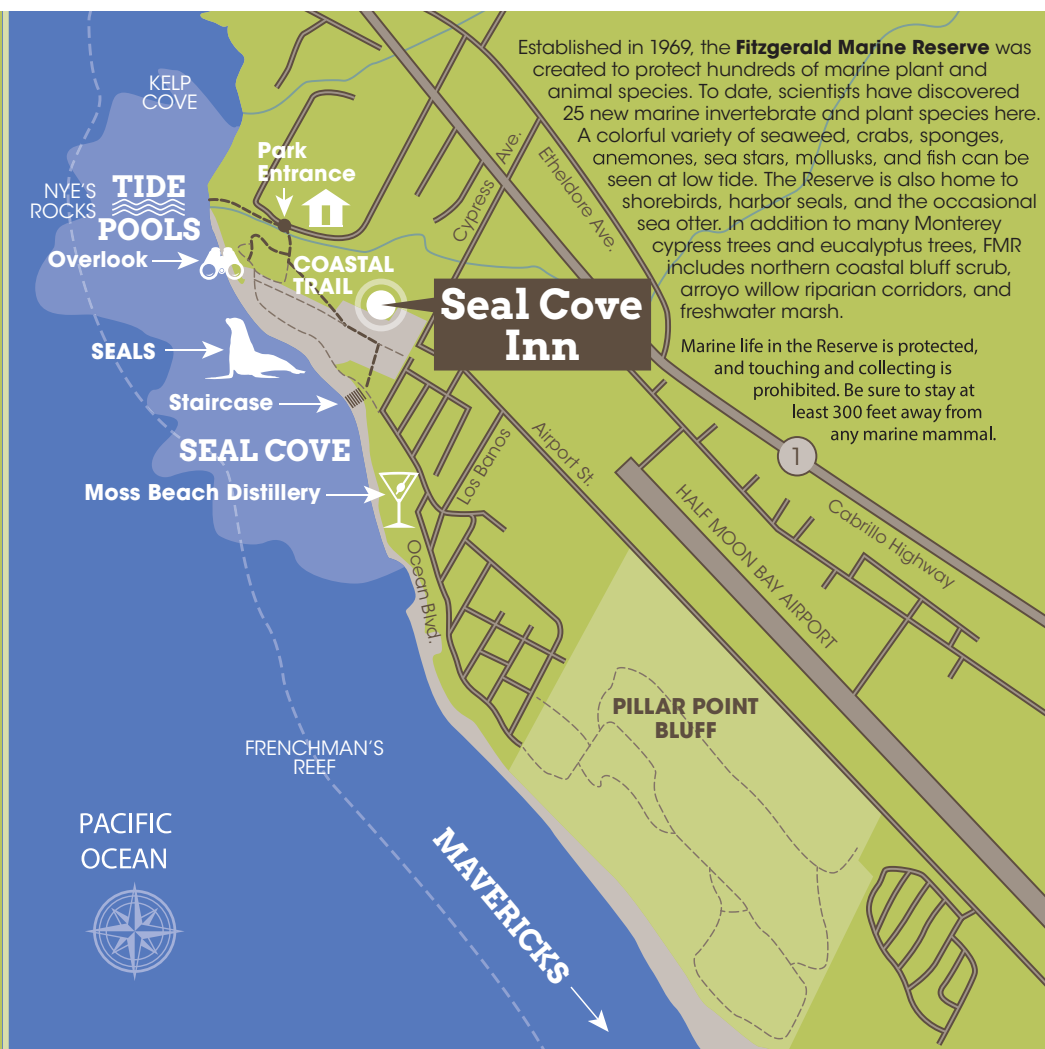 Established in 1969, the Fitzgerald Marine Reserve was
created to protect hundreds of marine plant and
animal species. To date, scientists have discovered
25 new marine invertebrate and plant species here.
A colorful variety of seaweed, crabs, sponges,
anemones, sea stars, mollusks, and fish can be
seen at low tide. The Reserve is also home to
shorebirds, harbor seals, and the occasional
sea otter. In addition to many Monterey
cypress trees and eucalyptus trees, FMR
includes northern coastal bluff scrub,
arroyo willow riparian corridors, and
freshwater marsh.
Marine life in the Reserve is protected,
and touching and collecting is
prohibited. Be sure to stay at
least 300 feet away from
any marine mammal.
KELP
COVE
Park
Entrance
NYE'S
ROCKS
TIDE
POOLS
Overlook
COASTAL
TRAIL
Cypress Ave.
Etheldore Ave.
Seal Cove
Inn
SEALS
Staircase
SEAL COVE
Moss Beach Distillery
Los Banos
Airport St.
1
Cabrillo Highway
HALF MOON BAY AIRPORT
Ocean Blvd.
PILLAR POINT
BLUFF
FRENCHMAN'S
REEF
PACIFIC
OCEAN
MAVERICKS